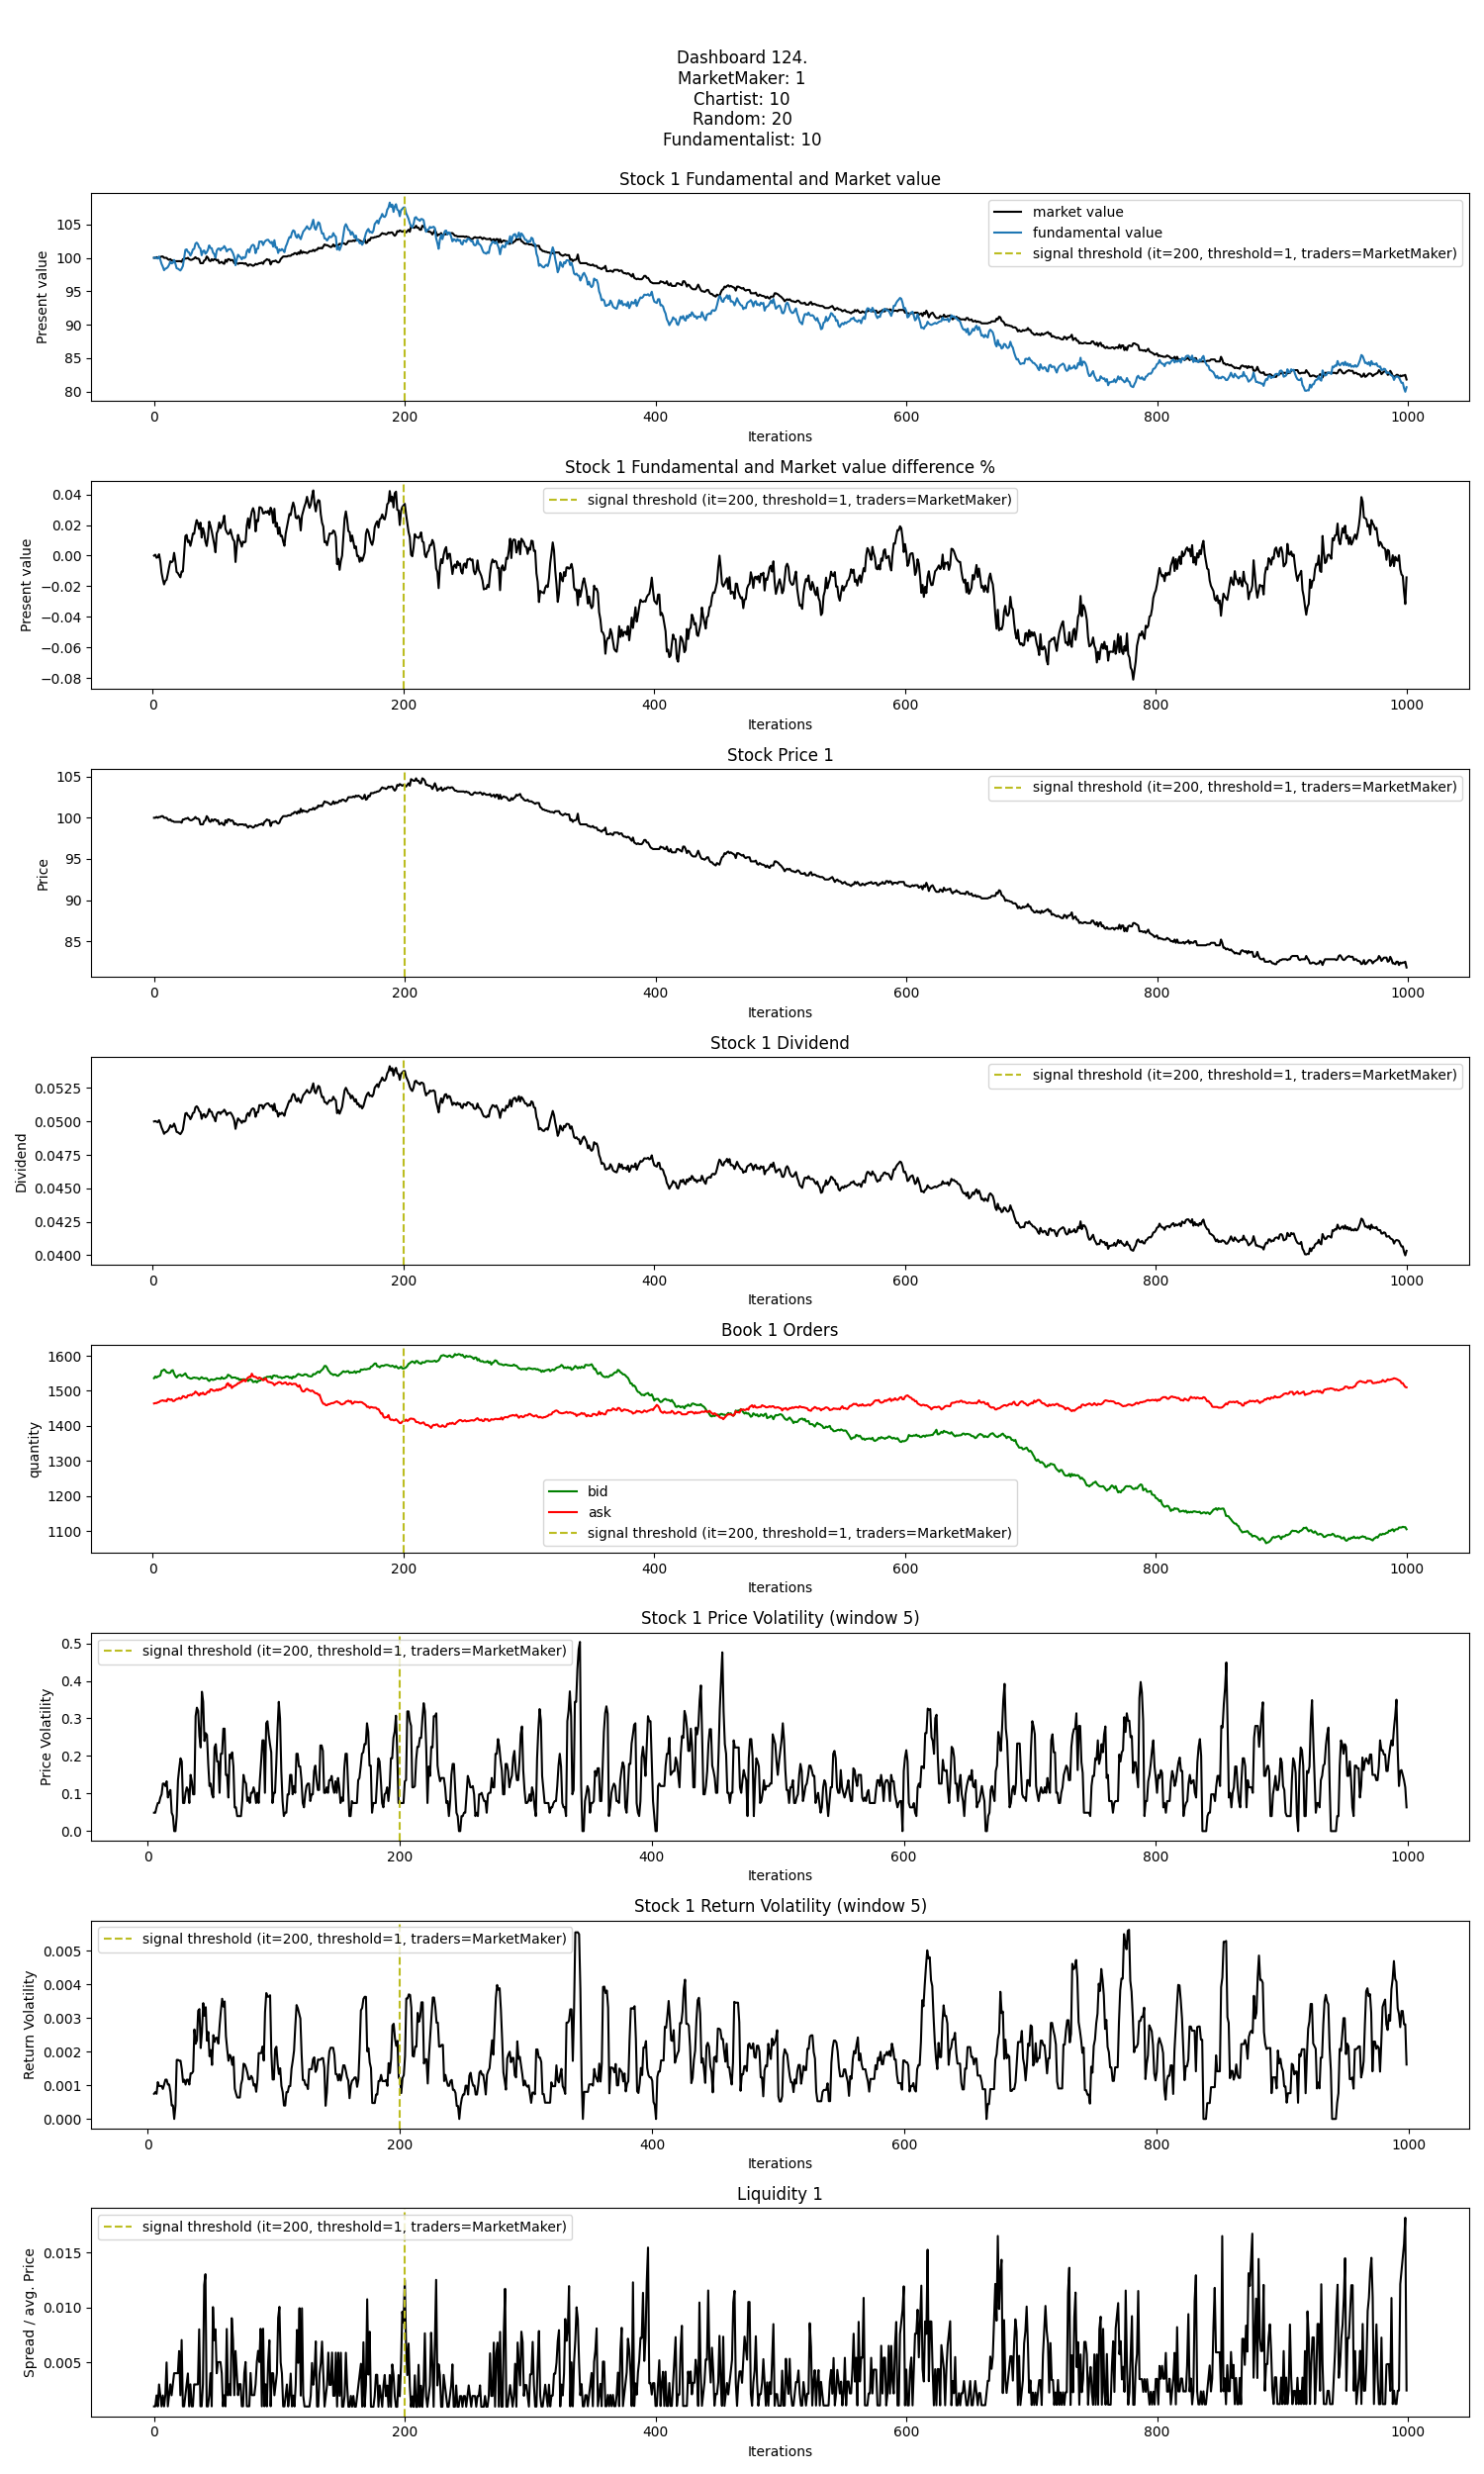 Dashboard 124.
MarketMaker: 1
Chartist: 10
Random: 20
Fundamentalist: 10
Stock 1 Fundamental and Market value
Present value
105
100
95
90
85
80
market value
fundamental value
signal threshold (it=200, threshold=1, traders=MarketMaker)
0 200 400 600 800 1000
Iterations
Stock 1 Fundamental and Market value difference %
Present value
0.04
0.02
0.00
−0.02
−0.04
−0.06
−0.08
signal threshold (it=200, threshold=1, traders=MarketMaker)
0 200 400 600 800 1000
Iterations
Stock Price 1
Price
105
100
95
90
85
signal threshold (it=200, threshold=1, traders=MarketMaker)
0 200 400 600 800 1000
Iterations
Stock 1 Dividend
Dividend
0.0525
0.0500
0.0475
0.0450
0.0425
0.0400
signal threshold (it=200, threshold=1, traders=MarketMaker)
0 200 400 600 800 1000
Iterations
Book 1 Orders
quantity
1600
1500
1400
1300
1200
1100
bid
ask
signal threshold (it=200, threshold=1, traders=MarketMaker)
0 200 400 600 800 1000
Iterations
Stock 1 Price Volatility (window 5)
Price Volatility
0.5
0.4
0.3
0.2
0.1
0.0
signal threshold (it=200, threshold=1, traders=MarketMaker)
0 200 400 600 800 1000
Iterations
Stock 1 Return Volatility (window 5)
Return Volatility
0.005
0.004
0.003
0.002
0.001
0.000
signal threshold (it=200, threshold=1, traders=MarketMaker)
0 200 400 600 800 1000
Iterations
Liquidity 1
Spread / avg. Price
0.015
0.010
0.005
signal threshold (it=200, threshold=1, traders=MarketMaker)
0 200 400 600 800 1000
Iterations